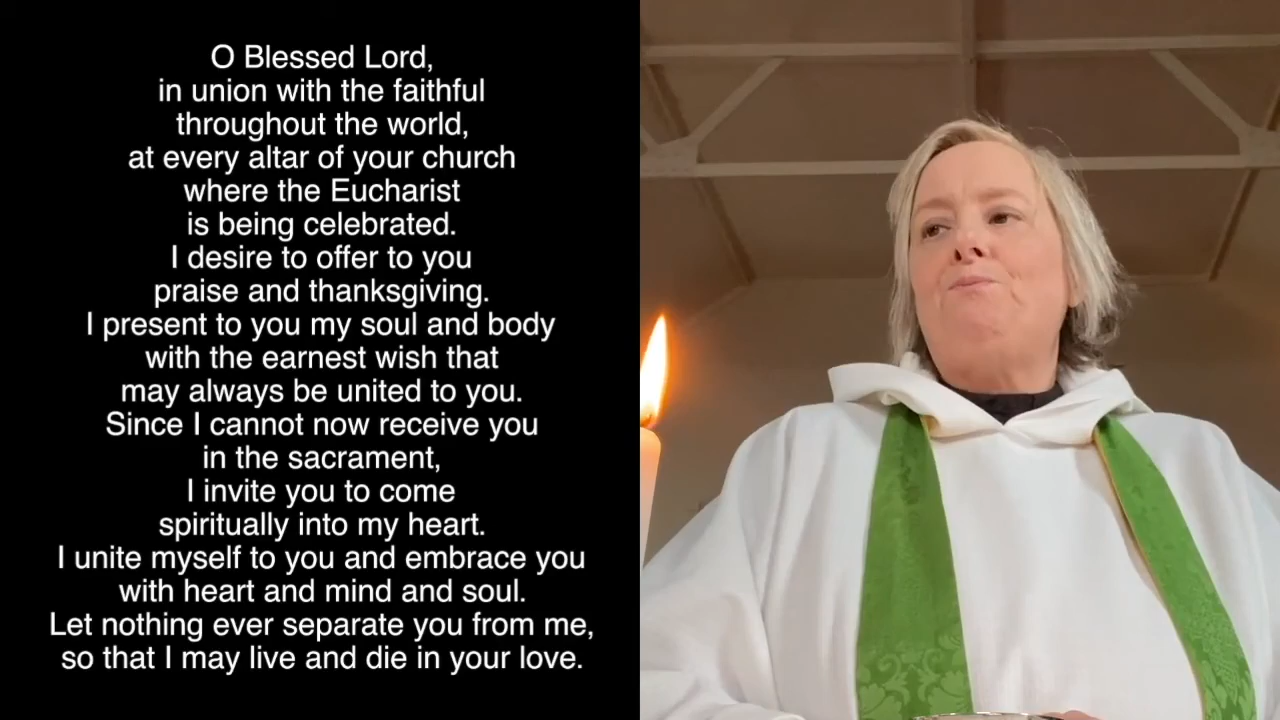 O Blessed Lord,
in union with the faithful
throughout the world,
at every altar of your church
where the Eucharist
is being celebrated.
I desire to offer to you
praise and thanksgiving.
I present to you my soul and body
with the earnest wish that
may always be united to you.
Since I cannot now receive you
in the sacrament,
I invite you to come
spiritually into my heart.
I unite myself to you and embrace you
with heart and mind and soul.
Let nothing ever separate you from me,
so that I may live and die in your love.